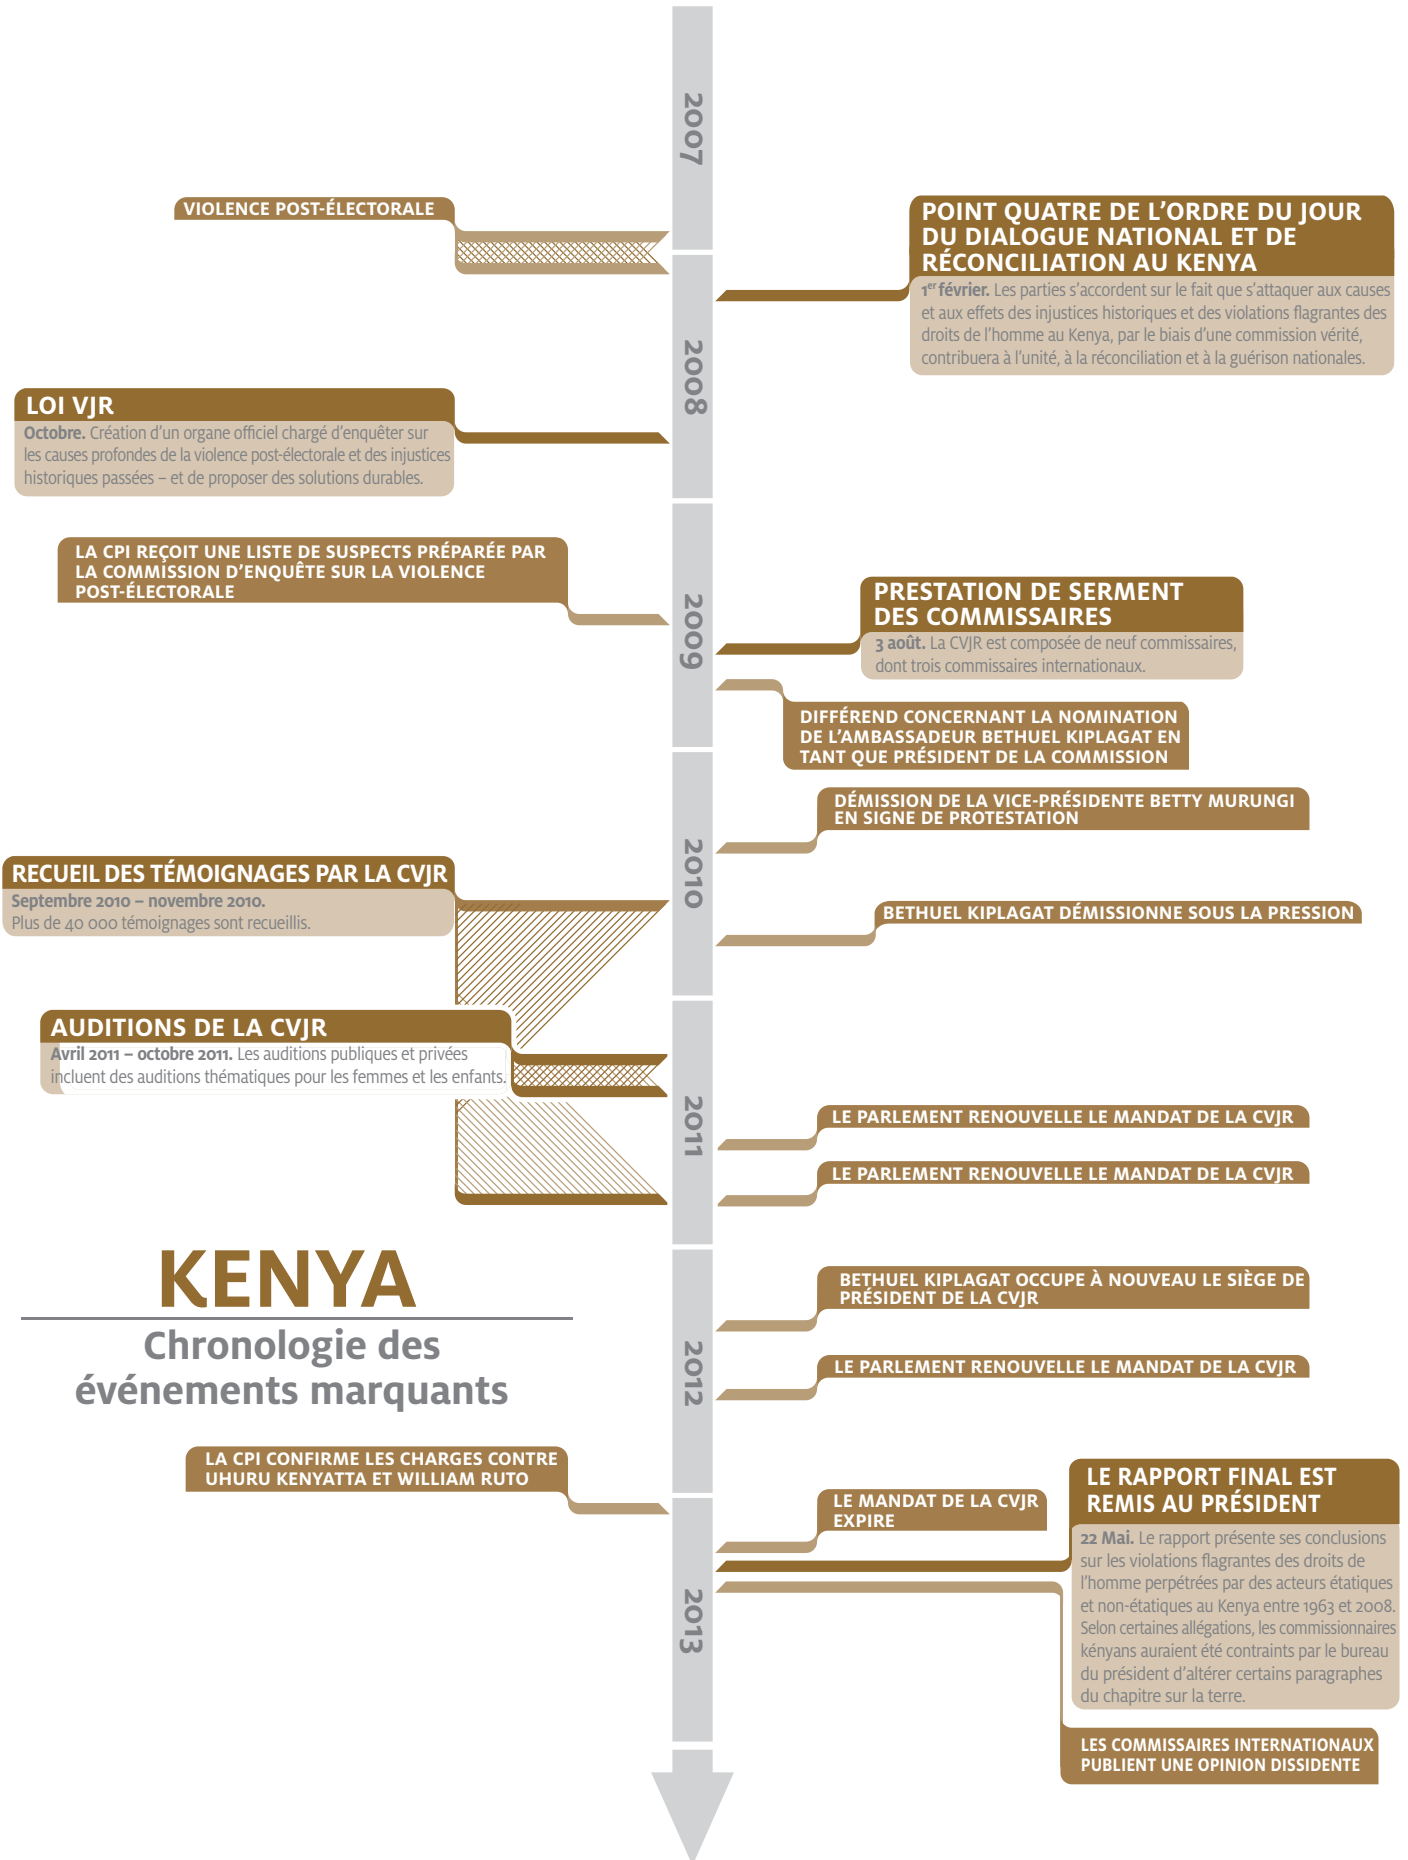 2007
VIOLENCE POST-ÉLECTORALE
POINT QUATRE DE L’ORDRE DU JOUR
DU DIALOGUE NATIONAL ET DE
RÉCONCILIATION AU KENYA
1er février. Les parties s’accordent sur le fait que s’attaquer aux causes
et aux effets des injustices historiques et des violations flagrantes des
droits de l’homme au Kenya, par le biais d’une commission vérité,
contribuera à l’unité, à la réconciliation et à la guérison nationales.
2008
LOI VJR
Octobre. Création d’un organe officiel chargé d’enquêter sur
les causes profondes de la violence post-électorale et des injustices
historiques passées – et de proposer des solutions durables.
LA CPI REÇOIT UNE LISTE DE SUSPECTS PRÉPARÉE PAR
LA COMMISSION D’ENQUÊTE SUR LA VIOLENCE
POST-ÉLECTORALE
2009
PRESTATION DE SERMENT
DES COMMISSAIRES
3 août. La CVJR est composée de neuf commissaires,
dont trois commissaires internationaux.
DIFFÉREND CONCERNANT LA NOMINATION
DE L’AMBASSADEUR BETHUEL KIPLAGAT EN
TANT QUE PRÉSIDENT DE LA COMMISSION
DÉMISSION DE LA VICE-PRÉSIDENTE BETTY MURUNGI
EN SIGNE DE PROTESTATION
2010
RECUEIL DES TÉMOIGNAGES PAR LA CVJR
Septembre 2010 – novembre 2010.
Plus de 40 000 témoignages sont recueillis.
BETHUEL KIPLAGAT DÉMISSIONNE SOUS LA PRESSION
AUDITIONS DE LA CVJR
Avril 2011 – octobre 2011. Les auditions publiques et privées
incluent des auditions thématiques pour les femmes et les enfants.
2011
LE PARLEMENT RENOUVELLE LE MANDAT DE LA CVJR
LE PARLEMENT RENOUVELLE LE MANDAT DE LA CVJR
KENYA
Chronologie des
événements marquants
BETHUEL KIPLAGAT OCCUPE À NOUVEAU LE SIÈGE DE
PRÉSIDENT DE LA CVJR
2012
LE PARLEMENT RENOUVELLE LE MANDAT DE LA CVJR
LA CPI CONFIRME LES CHARGES CONTRE
UHURU KENYATTA ET WILLIAM RUTO
LE MANDAT DE LA CVJR
EXPIRE
LE RAPPORT FINAL EST
REMIS AU PRÉSIDENT
22 Mai. Le rapport présente ses conclusions
sur les violations flagrantes des droits de
l’homme perpétrées par des acteurs étatiques
et non-étatiques au Kenya entre 1963 et 2008.
Selon certaines allégations, les commissionnaires
kényans auraient été contraints par le bureau
du président d’altérer certains paragraphes
du chapitre sur la terre.
2013
LES COMMISSAIRES INTERNATIONAUX
PUBLIENT UNE OPINION DISSIDENTE